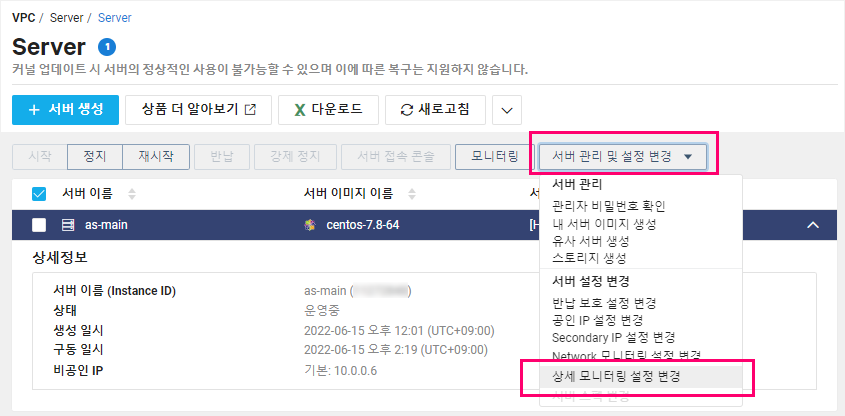 VPC / Server / Server
Server 1
커널 업데이트 시 서버의 정상적인 사용이 불가능할 수 있으며 이에 따른 복구는 지원하지 않습니다.
+ 서버 생성 상품 더 알아보기 X 다운로드 새로고침
시작 정지 재시작 반납 강제 정지 서버 접속 콘솔 모니터링 서버 관리 및 설정 변경
서버 관리
서버 이름 서버 이미지 이름 서
관리자 비밀번호 확인
as-main centos-7.8-64 [H
내 서버 이미지 생성
유사 서버 생성
스토리지 생성
상세정보
서버 설정 변경
서버 이름 (Instance ID) as-main ( )
반납 보호 설정 변경
상태 운영중
공인 IP 설정 변경
생성 일시 2022-06-15 오후 12:01 (UTC+09:00)
Secondary IP 설정 변경
구동 일시 2022-06-15 오후 2:19 (UTC+09:00)
Network 모니터링 설정 변경
비공인 IP 기본: 10.0.0.6
상세 모니터링 설정 변경
서버 스펙 변경